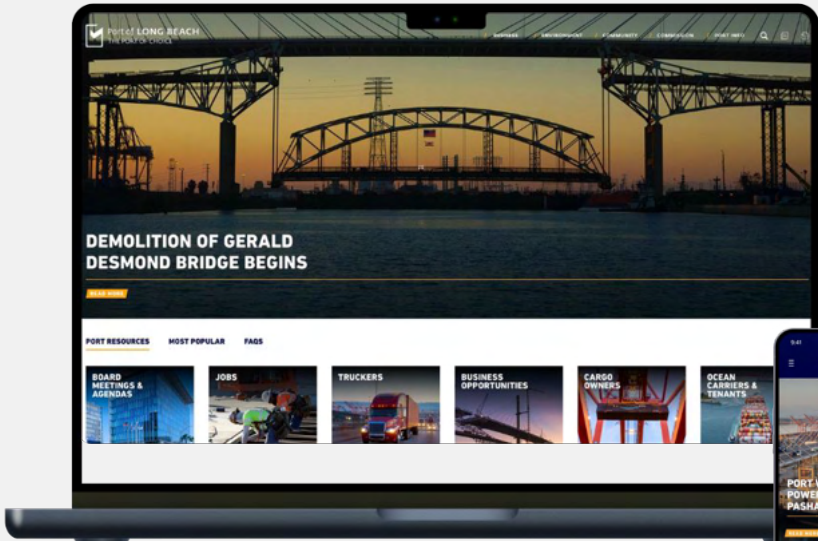 Port of LONG BEACH
THE PORT OF CHOICE
/ BUSINESS / ENVIRONMENT / COMMUNITY / COMMISSION / PORT INFO
DEMOLITION OF GERALD
DESMOND BRIDGE BEGINS
READ MORE
PORT RESOURCES MOST POPULAR FAQS
BOARD
MEETINGS &
AGENDAS
JOBS
TRUCKERS
BUSINESS
OPPORTUNITIES
CARGO
OWNERS
OCEAN
CARRIERS &
TENANTS
9:41
PORT
POWE
PASHA
READ MORE